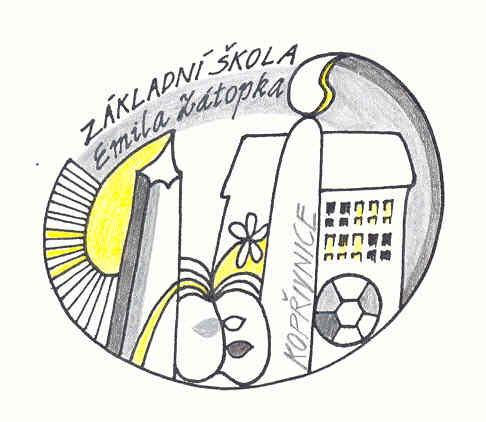 ZÁKLADNÍ ŠKOLA
Emila Zátopka
KOPŘIVNICE